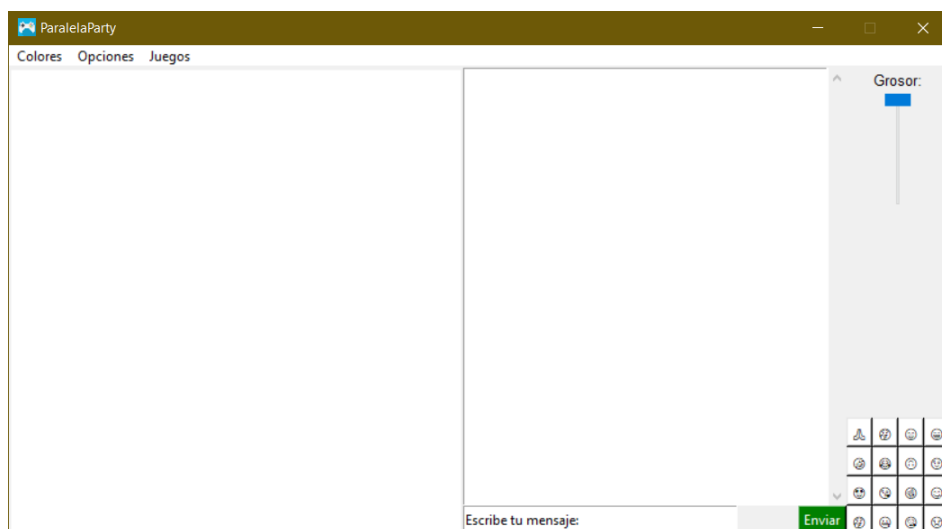 ParalelaParty
Colores Opciones Juegos
Grosor:
Escribe tu mensaje:
Enviar